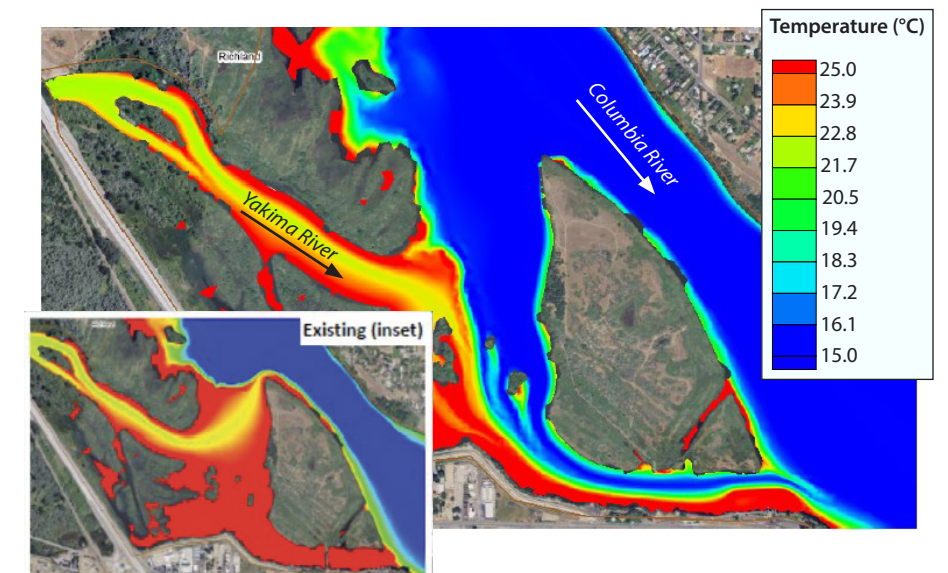 Temperature (°C)
25.0
23.9
22.8
21.7
20.5
19.4
18.3
17.2
16.1
15.0
Richland
Columbia River
Yakima River
Existing (inset)